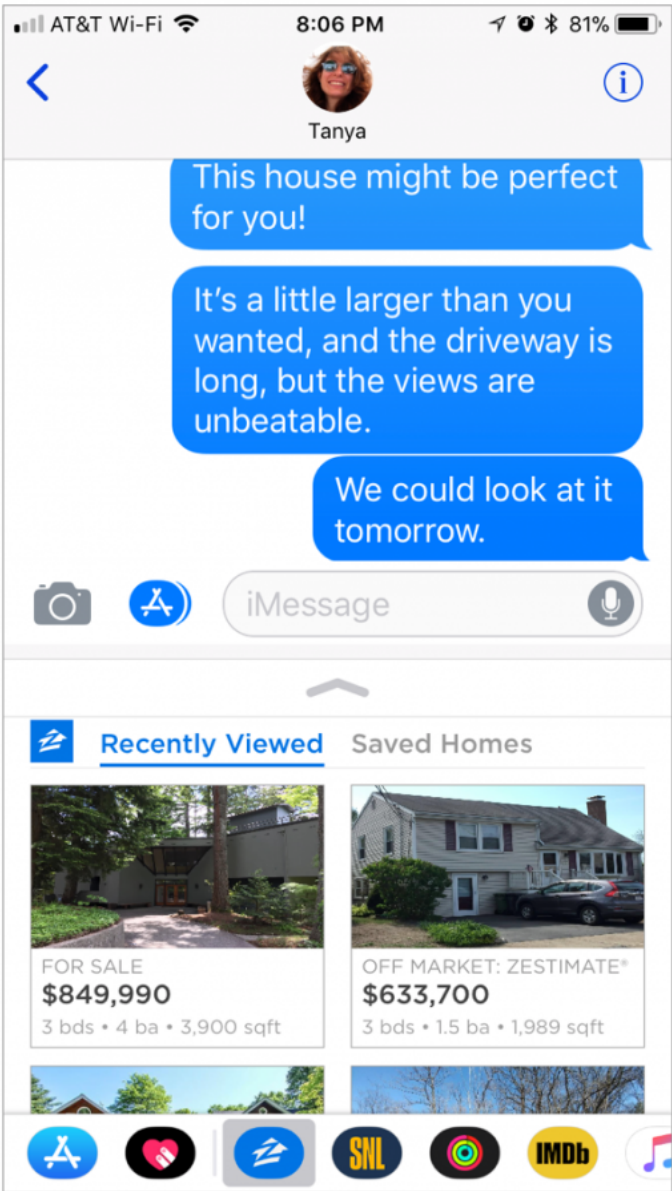 AT&T Wi-Fi 8:06 PM 81%
Tanya
This house might be perfect
for you!
It's a little larger than you
wanted, and the driveway is
long, but the views are
unbeatable.
We could look at it
tomorrow.
iMessage
Recently Viewed Saved Homes
FOR SALE
$849,990
3 bds • 4 ba • 3,900 sqft
OFF MARKET: ZESTIMATE®
$633,700
3 bds • 1.5 ba • 1,989 sqft
SNL IMDb